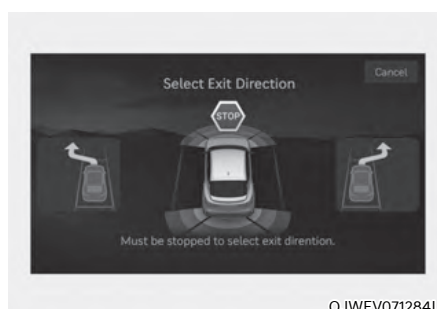 Cancel
Select Exit Direction
STOP
Must be stopped to select exit dirention.
OJWEV071284L